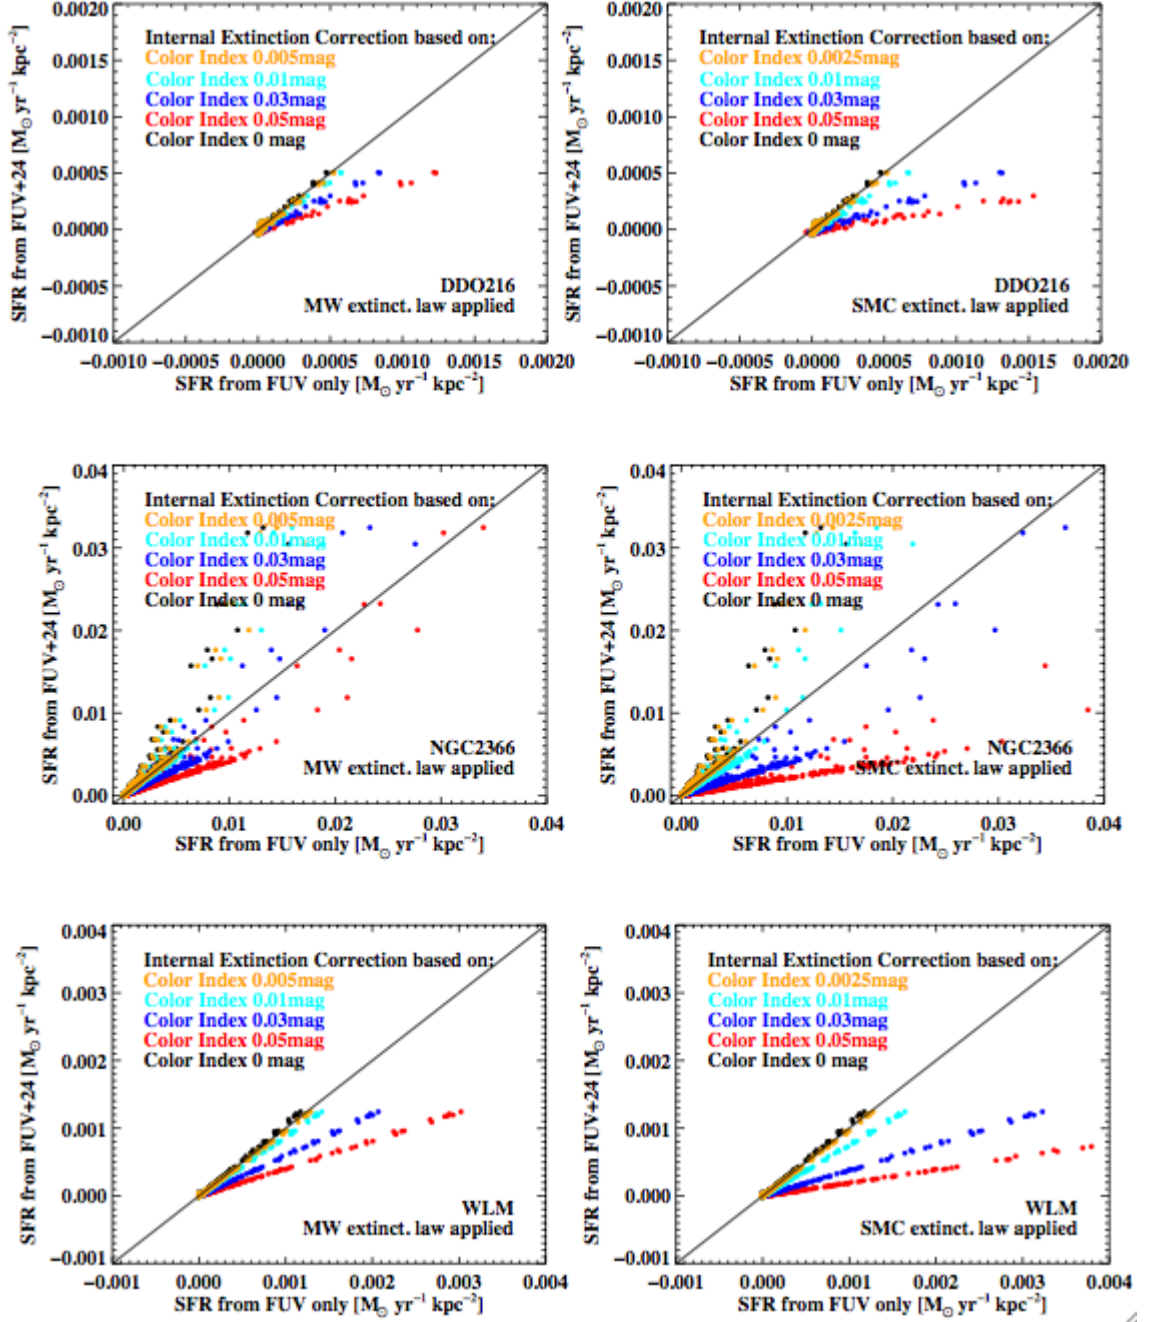 0.0020
0.0015
0.0010
0.0005
0.0000
−0.0005
−0.0010
SFR from FUV+24 [M⊙ yr−1 kpc−2]
Internal Extinction Correction based on:
Color Index 0.005mag
Color Index 0.01mag
Color Index 0.03mag
Color Index 0.05mag
Color Index 0 mag
DDO216
MW extinct. law applied
−0.0010 −0.0005 0.0000 0.0005 0.0010 0.0015 0.0020
SFR from FUV only [M⊙ yr−1 kpc−2]
0.0020
0.0015
0.0010
0.0005
0.0000
−0.0005
−0.0010
SFR from FUV+24 [M⊙ yr−1 kpc−2]
Internal Extinction Correction based on:
Color Index 0.0025mag
Color Index 0.01mag
Color Index 0.03mag
Color Index 0.05mag
Color Index 0 mag
DDO216
SMC extinct. law applied
−0.0010 −0.0005 0.0000 0.0005 0.0010 0.0015 0.0020
SFR from FUV only [M⊙ yr−1 kpc−2]
0.04
0.03
0.02
0.01
0.00
SFR from FUV+24 [M⊙ yr−1 kpc−2]
Internal Extinction Correction based on:
Color Index 0.005mag
Color Index 0.01mag
Color Index 0.03mag
Color Index 0.05mag
Color Index 0 mag
NGC2366
MW extinct. law applied
0.00 0.01 0.02 0.03 0.04
SFR from FUV only [M⊙ yr−1 kpc−2]
0.04
0.03
0.02
0.01
0.00
SFR from FUV+24 [M⊙ yr−1 kpc−2]
Internal Extinction Correction based on:
Color Index 0.0025mag
Color Index 0.01mag
Color Index 0.03mag
Color Index 0.05mag
Color Index 0 mag
NGC2366
SMC extinct. law applied
0.00 0.01 0.02 0.03 0.04
SFR from FUV only [M⊙ yr−1 kpc−2]
0.004
0.003
0.002
0.001
0.000
−0.001
SFR from FUV+24 [M⊙ yr−1 kpc−2]
Internal Extinction Correction based on:
Color Index 0.005mag
Color Index 0.01mag
Color Index 0.03mag
Color Index 0.05mag
Color Index 0 mag
WLM
MW extinct. law applied
−0.001 0.000 0.001 0.002 0.003 0.004
SFR from FUV only [M⊙ yr−1 kpc−2]
0.004
0.003
0.002
0.001
0.000
−0.001
SFR from FUV+24 [M⊙ yr−1 kpc−2]
Internal Extinction Correction based on:
Color Index 0.0025mag
Color Index 0.01mag
Color Index 0.03mag
Color Index 0.05mag
Color Index 0 mag
WLM
SMC extinct. law applied
−0.001 0.000 0.001 0.002 0.003 0.004
SFR from FUV only [M⊙ yr−1 kpc−2]